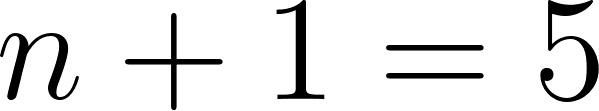 n + 1 = 5